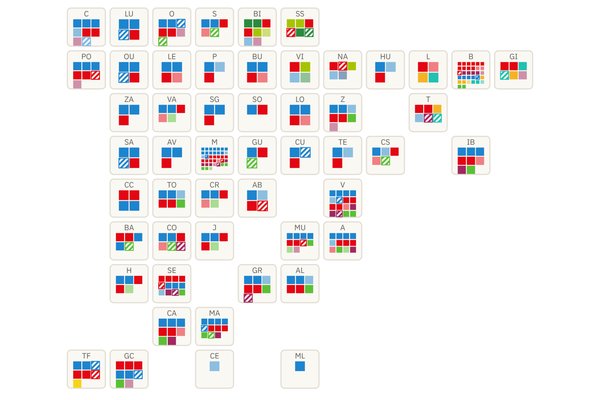 C LU O S BI SS
PO OU LE P BU VI NA HU L B GI
ZA VA SG SO LO Z T
SA AV M GU CU TE CS IB
CC TO CR AB V
BA CO J MU A
H SE GR AL
CA MA
TF GC CE ML